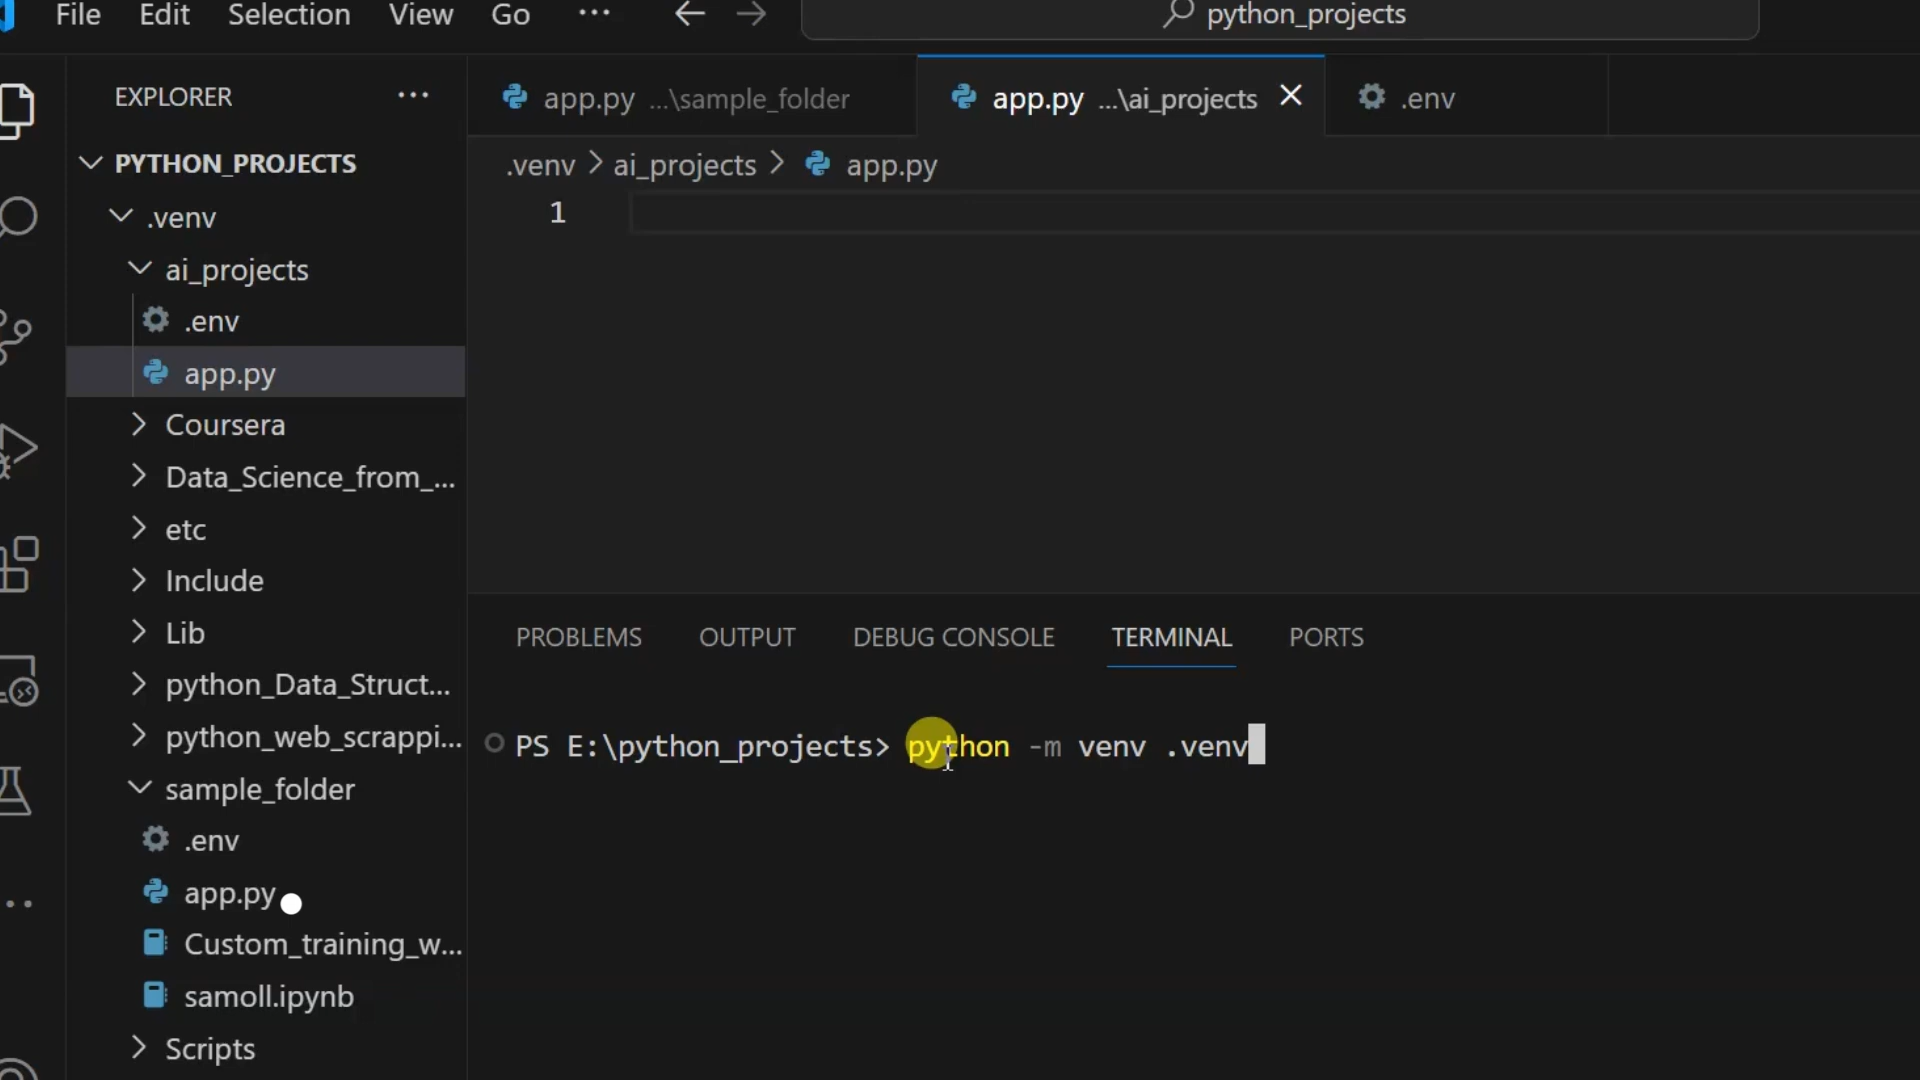 File Edit Selection View Go ... python_projects
EXPLORER ...
PYTHON_PROJECTS
.venv
ai_projects
.env
app.py
Coursera
Data_Science_from_...
etc
Include
Lib
python_Data_Struct...
python_web_scrappi...
sample_folder
.env
app.py
Custom_training_w...
samoll.ipynb
Scripts
app.py ...\sample_folder
app.py ...\ai_projects
.env
.venv > ai_projects > app.py
1
PROBLEMS OUTPUT DEBUG CONSOLE TERMINAL PORTS
PS E:\python_projects> python -m venv .venv